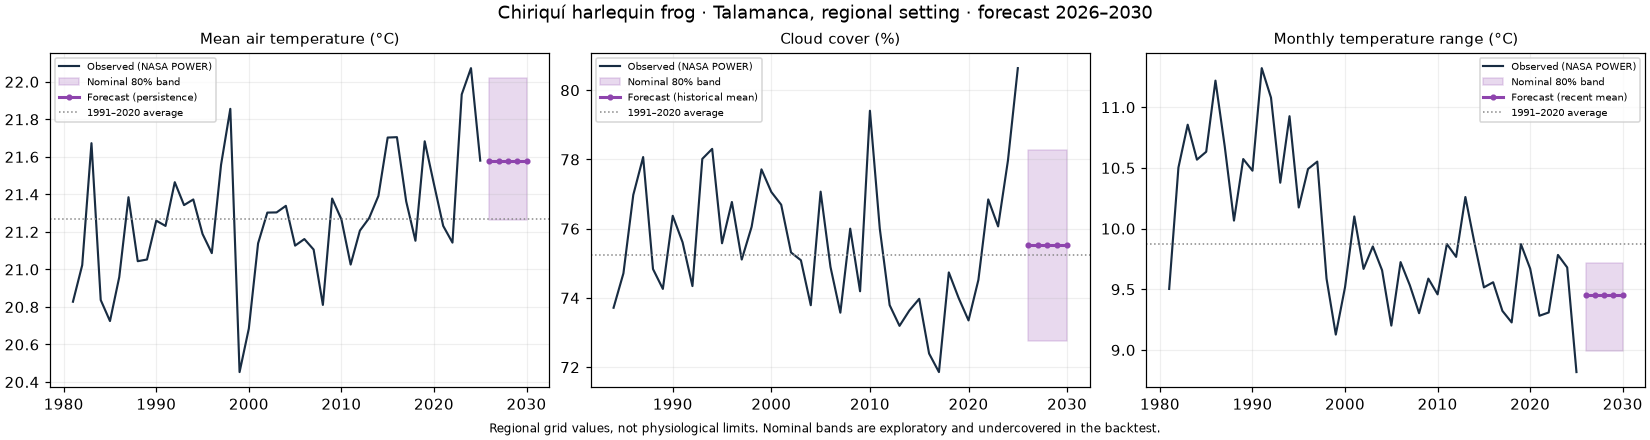 Chiriquí harlequin frog · Talamanca, regional setting · forecast 2026–2030
Mean air temperature (°C)
Observed (NASA POWER)
Nominal 80% band
Forecast (persistence)
1991–2020 average
22.0
21.8
21.6
21.4
21.2
21.0
20.8
20.6
20.4
1980
1990
2000
2010
2020
2030
Cloud cover (%)
Observed (NASA POWER)
Nominal 80% band
Forecast (historical mean)
1991–2020 average
80
78
76
74
72
1990
2000
2010
2020
2030
Monthly temperature range (°C)
Observed (NASA POWER)
Nominal 80% band
Forecast (recent mean)
1991–2020 average
11.0
10.5
10.0
9.5
9.0
1980
1990
2000
2010
2020
2030
Regional grid values, not physiological limits. Nominal bands are exploratory and undercovered in the backtest.